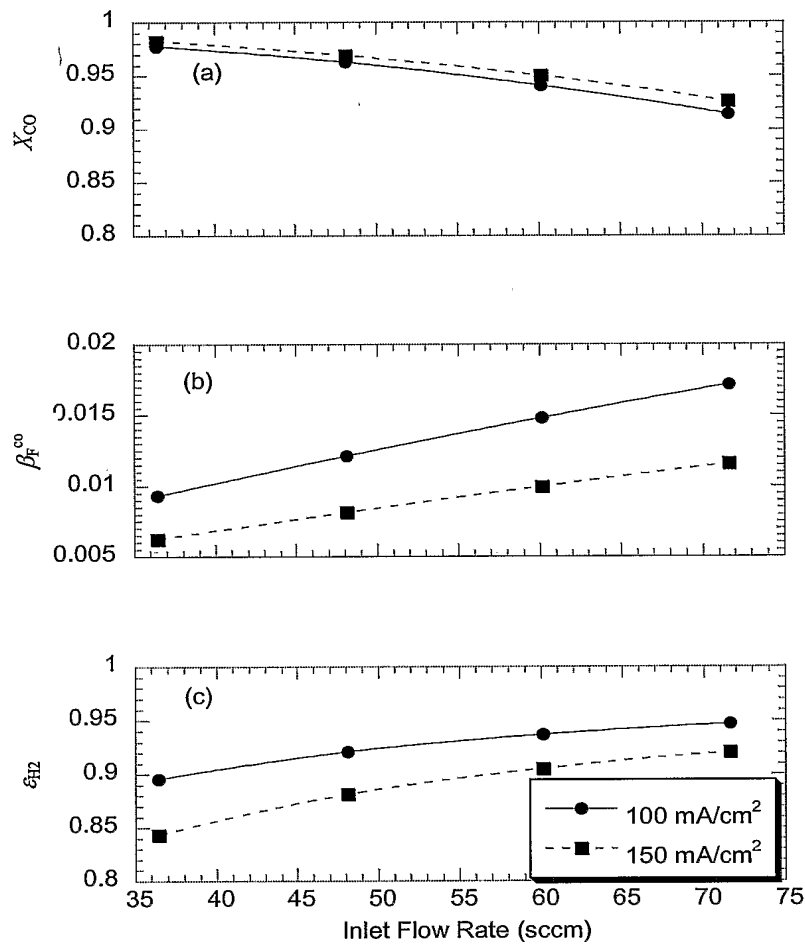 1
0.95
(a)
X_CO
0.9
0.85
0.8
0.02
(b)
0.015
β_F^co
0.01
0.005
1
(c)
0.95
ε_H2
0.9
0.85
0.8
100 mA/cm²
150 mA/cm²
35 40 45 50 55 60 65 70 75
Inlet Flow Rate (sccm)